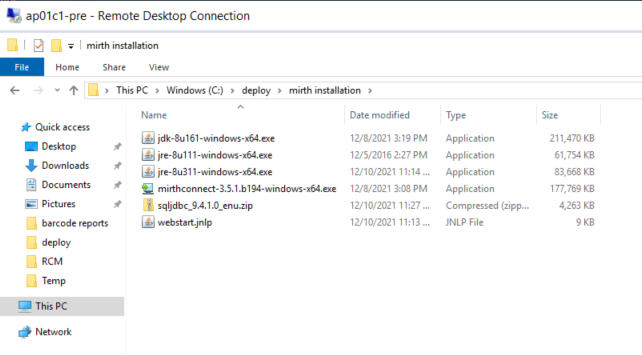 ap01c1-pre - Remote Desktop Connection
mirth installation
File Home Share View
This PC Windows (C:) deploy mirth installation
Name Date modified Type Size
Quick access
Desktop
Downloads
Documents
Pictures
barcode reports
deploy
RCM
Temp
This PC
Network
jdk-8u161-windows-x64.exe 12/8/2021 3:19 PM Application 211,470 KB
jre-8u111-windows-x64.exe 12/5/2016 2:27 PM Application 61,754 KB
jre-8u311-windows-x64.exe 12/10/2021 11:14 ... Application 83,668 KB
mirthconnect-3.5.1.b194-windows-x64.exe 12/8/2021 3:08 PM Application 177,769 KB
sqljdbc_9.4.1.0_enu.zip 12/10/2021 11:27 ... Compressed (zipp... 4,263 KB
webstart.jnlp 12/10/2021 11:13 ... JNLP File 9 KB